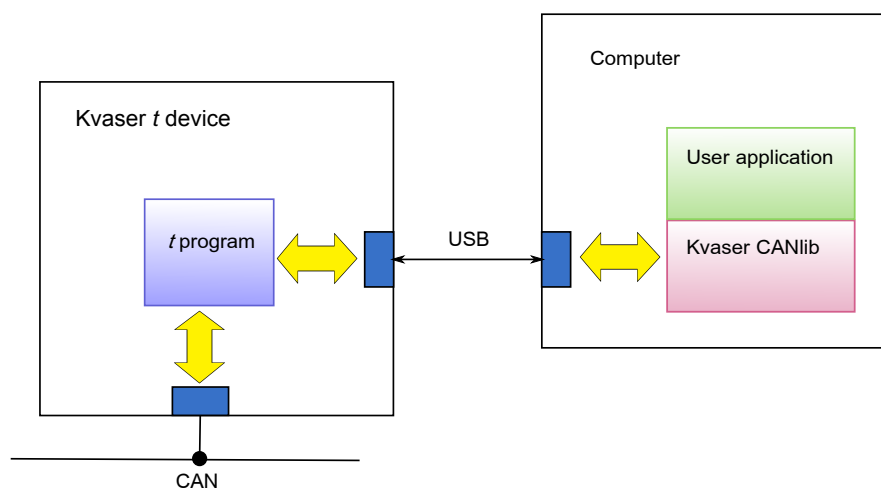 Computer
Kvaser t device
User application
t program
USB
Kvaser CANlib
CAN